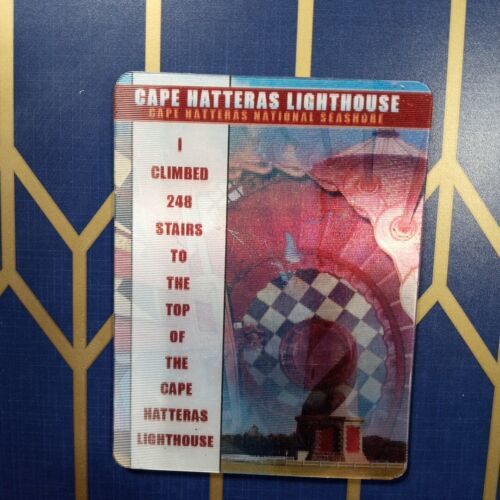 CAPE HATTERAS LIGHTHOUSE
CAPE HATTERAS NATIONAL SEASHORE
I
CLIMBED
248
STAIRS
TO
THE
TOP
OF
THE
CAPE
HATTERAS
LIGHTHOUSE